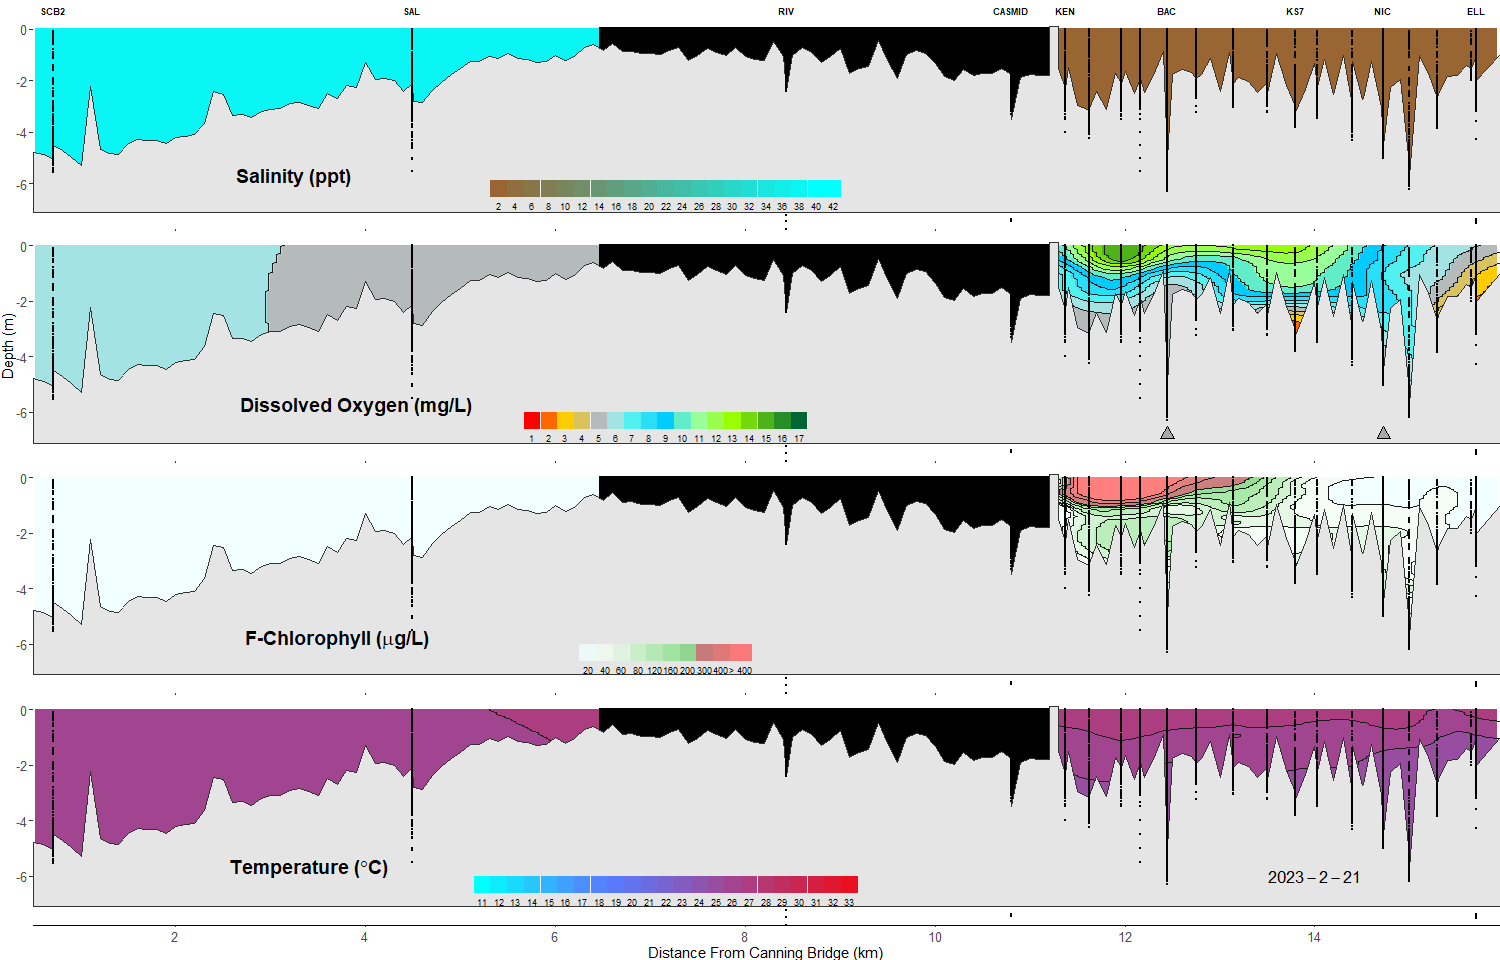 SCB2 SAL RIV CASMID KEN BAC KS7 NIC ELL
0
-2
-4
-6
Salinity (ppt)
2 4 6 8 10 12 14 16 18 20 22 24 26 28 30 32 34 36 38 40 42
0
-2
-4
-6
Depth (m)
Dissolved Oxygen (mg/L)
1 2 3 4 5 6 7 8 9 10 11 12 13 14 15 16 17
0
-2
-4
-6
F-Chlorophyll (µg/L)
20 40 60 80 120 160 200 300 400 > 400
0
-2
-4
-6
Temperature (°C)
2023 – 2 – 21
11 12 13 14 15 16 17 18 19 20 21 22 23 24 25 26 27 28 29 30 31 32 33
2 4 6 8 10 12 14
Distance From Canning Bridge (km)